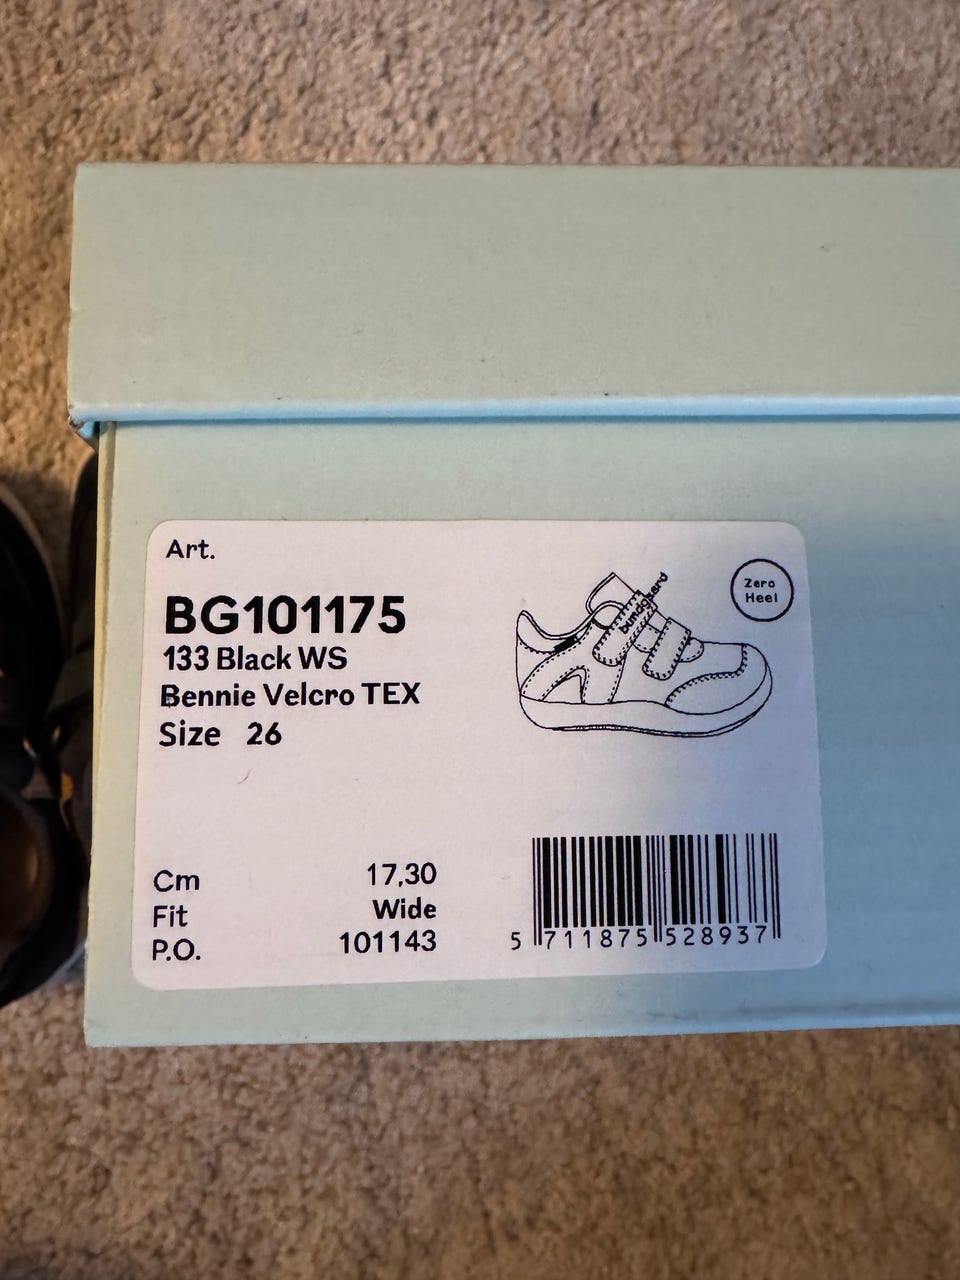 Art.
BG101175
133 Black WS
Bennie Velcro TEX
Size 26
bundgaard
Zero
Heel
Cm 17,30
Fit Wide
P.O. 101143
5 711875 528937